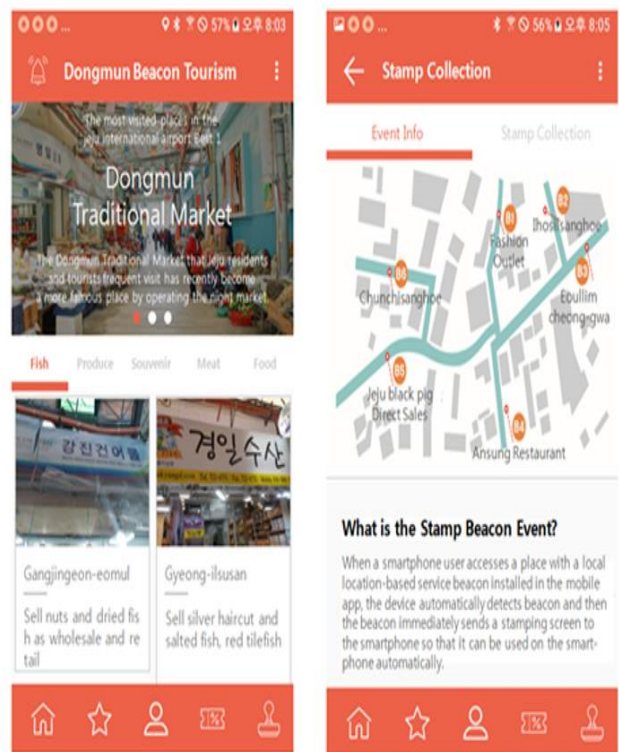 57% 오후 8:03
Dongmun Beacon Tourism
The most visited places in the
jeju international airport Best 1
Dongmun
Traditional Market
The Dongmun Traditional Market that Jeju residents
and tourists frequent visit has recently become
a more famous place by operating the night market.
Fish Produce Souvenir Meat Food
강진건어물
경일수산
Gangjingeon-eomul
Sell nuts and dried fis
h as wholesale and re
tail
Gyeong-ilsusan
Sell silver haircut and
salted fish, red tilefish
56% 오후 8:05
Stamp Collection
Event Info Stamp Collection
B1
Fashion
Outlet
B2
Ihosilsanghoe
B3
Eoullim
cheong-gwa
B6
Chunchilsanghoe
B5
Jeju black pig
Direct Sales
B4
Ansung Restaurant
What is the Stamp Beacon Event?
When a smartphone user accesses a place with a local
location-based service beacon installed in the mobile
app, the device automatically detects beacon and then
the beacon immediately sends a stamping screen to
the smartphone so that it can be used on the smart-
phone automatically.